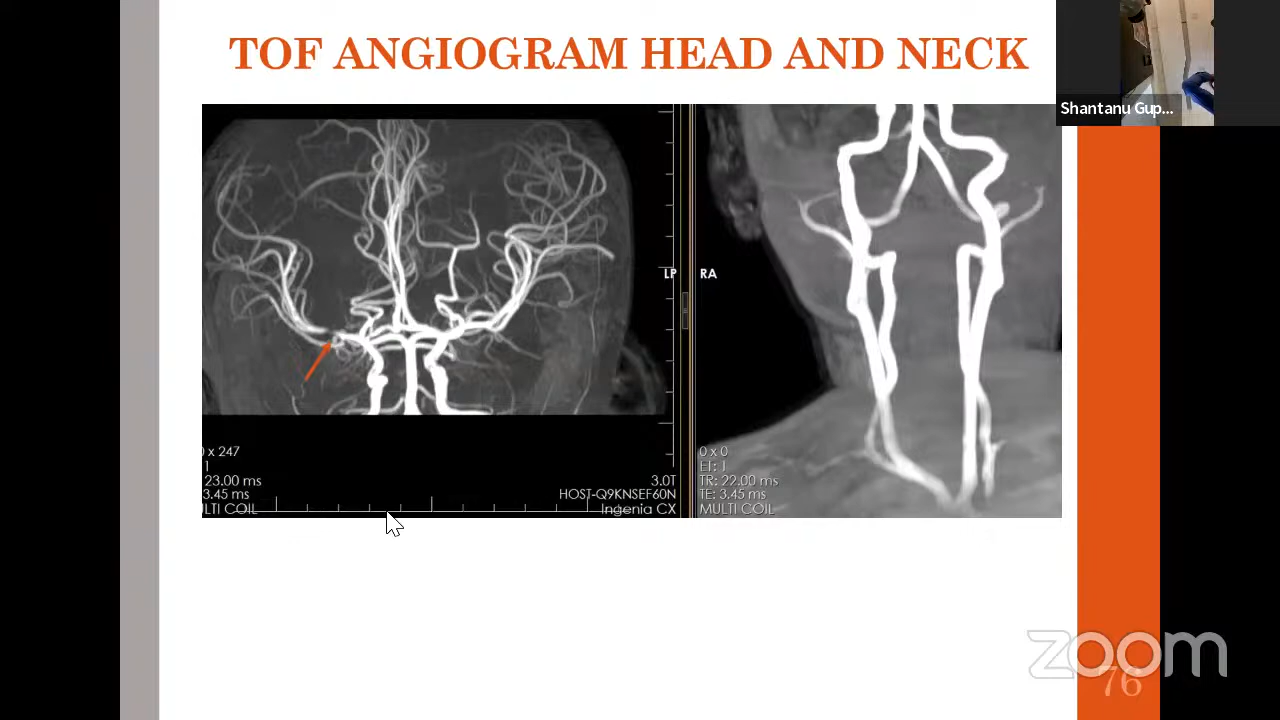 TOF ANGIOGRAM HEAD AND NECK
Shantanu Gup...
LP
RA
0 x 247
1
23.00 ms
3.45 ms
LTI COIL
3.0T
HOST-Q9KNSEF60N
Ingenia CX
0 x 0
EI: 1
TR: 22.00 ms
TE: 3.45 ms
MULTI COIL
zoom
76